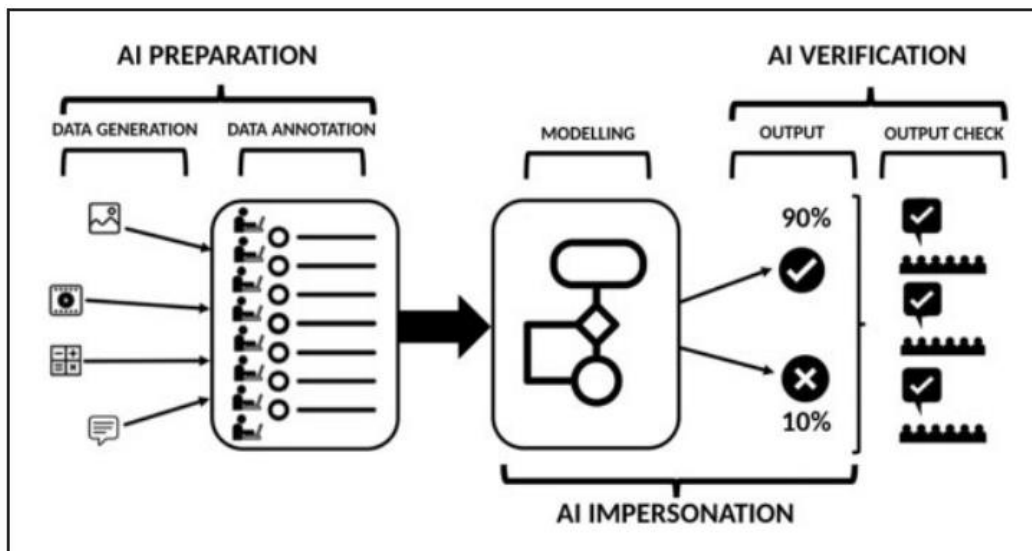 AI PREPARATION
AI VERIFICATION
DATA GENERATION
DATA ANNOTATION
MODELLING
OUTPUT
OUTPUT CHECK
90%
10%
AI IMPERSONATION